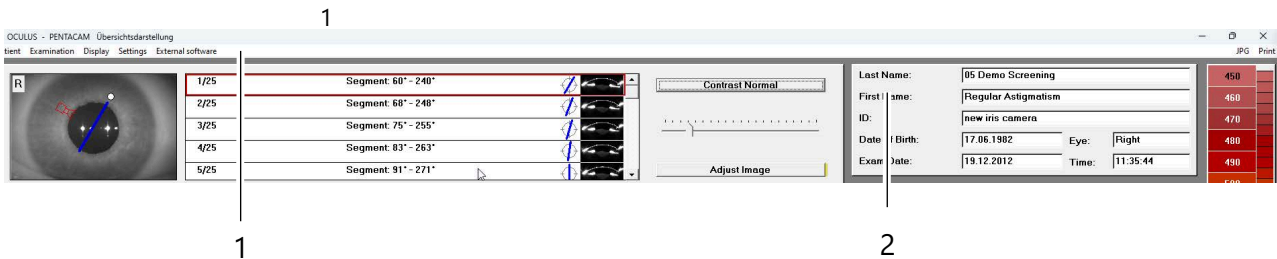 1
OCULUS - PENTACAM Übersichtsdarstellung
tient Examination Display Settings External software JPG Print
R
1/25 Segment: 60° - 240°
2/25 Segment: 68° - 248°
3/25 Segment: 75° - 255°
4/25 Segment: 83° - 263°
5/25 Segment: 91° - 271°
Contrast Normal
Adjust Image
Last Name: 05 Demo Screening
First Name: Regular Astigmatism
ID: new iris camera
Date of Birth: 17.06.1982 Eye: Right
Exam Date: 19.12.2012 Time: 11:35:44
450
460
470
480
490
1 2